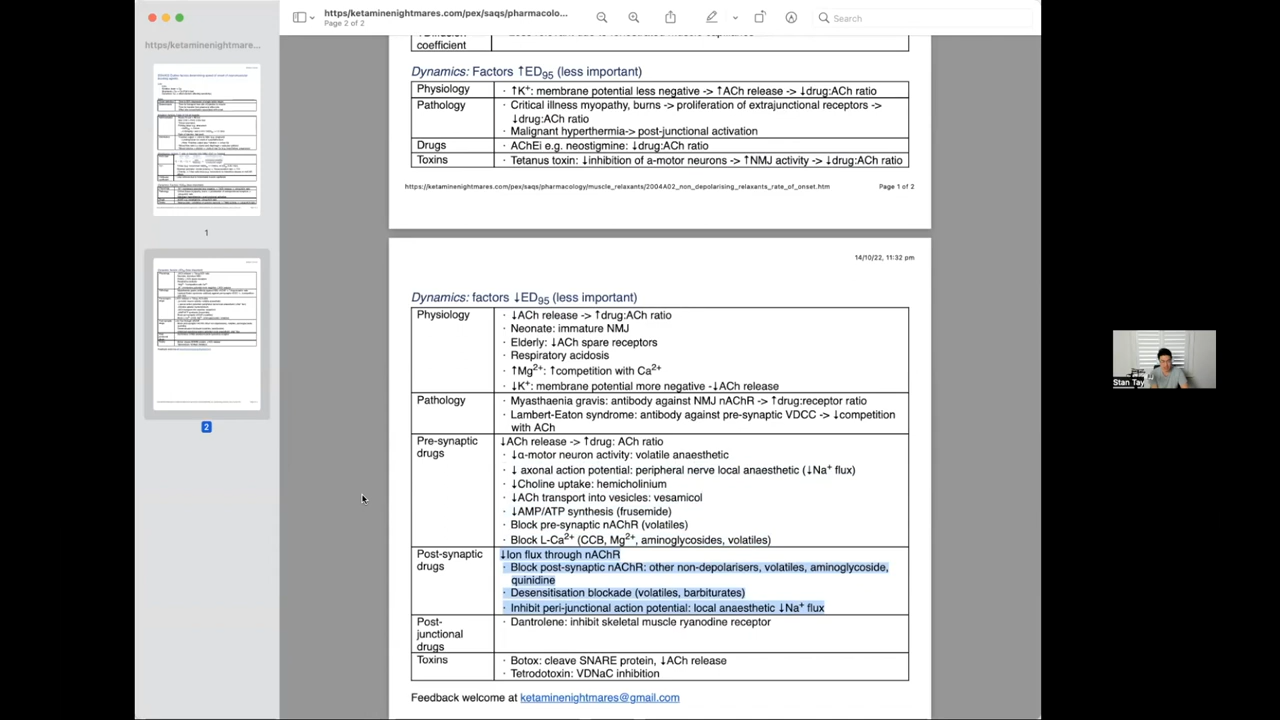 https/ketaminenightmares.com/pex/saqs/pharmacolo...
Page 2 of 2
Search
https/ketaminenightmare...
1
2
coefficient
Dynamics: Factors ↑ED95 (less important)
Physiology
· ↑K+: membrane potential less negative -> ↑ACh release -> ↓drug:ACh ratio
Pathology
· Critical illness myopathy, burns -> proliferation of extrajunctional receptors ->
↓drug:ACh ratio
· Malignant hyperthermia-> post-junctional activation
Drugs
· AChEi e.g. neostigmine: ↓drug:ACh ratio
Toxins
· Tetanus toxin: ↓inhibition of a-motor neurons -> ↑NMJ activity -> ↓drug:ACh ratio
https://ketaminenightmares.com/pex/saqs/pharmacology/muscle_relaxants/2004A02_non_depolarising_relaxants_rate_of_onset.htm
Page 1 of 2
14/10/22, 11:32 pm
Dynamics: factors ↓ED95 (less important)
Physiology
· ↓ACh release -> ↑drug:ACh ratio
· Neonate: immature NMJ
· Elderly: ↓ACh spare receptors
· Respiratory acidosis
· ↑Mg2+: ↑competition with Ca2+
· ↓K+: membrane potential more negative -↓ACh release
Pathology
· Myasthenia gravis: antibody against NMJ nAChR -> ↑drug:receptor ratio
· Lambert-Eaton syndrome: antibody against pre-synaptic VDCC -> ↓competition
with ACh
Pre-synaptic
drugs
↓ACh release -> ↑drug: ACh ratio
· ↓α-motor neuron activity: volatile anaesthetic
· ↓ axonal action potential: peripheral nerve local anaesthetic (↓Na+ flux)
· ↓Choline uptake: hemicholinium
· ↓ACh transport into vesicles: vesamicol
· ↓AMP/ATP synthesis (frusemide)
· Block pre-synaptic nAChR (volatiles)
· Block L-Ca2+ (CCB, Mg2+, aminoglycosides, volatiles)
Post-synaptic
drugs
↓Ion flux through nAChR
· Block post-synaptic nAChR: other non-depolarisers, volatiles, aminoglycoside,
quinidine
· Desensitisation blockade (volatiles, barbiturates)
· Inhibit peri-junctional action potential: local anaesthetic ↓Na+ flux
Post-
junctional
drugs
· Dantrolene: inhibit skeletal muscle ryanodine receptor
Toxins
· Botox: cleave SNARE protein, ↓ACh release
· Tetrodotoxin: VDNaC inhibition
Feedback welcome at ketaminenightmares@gmail.com
Stan Tay